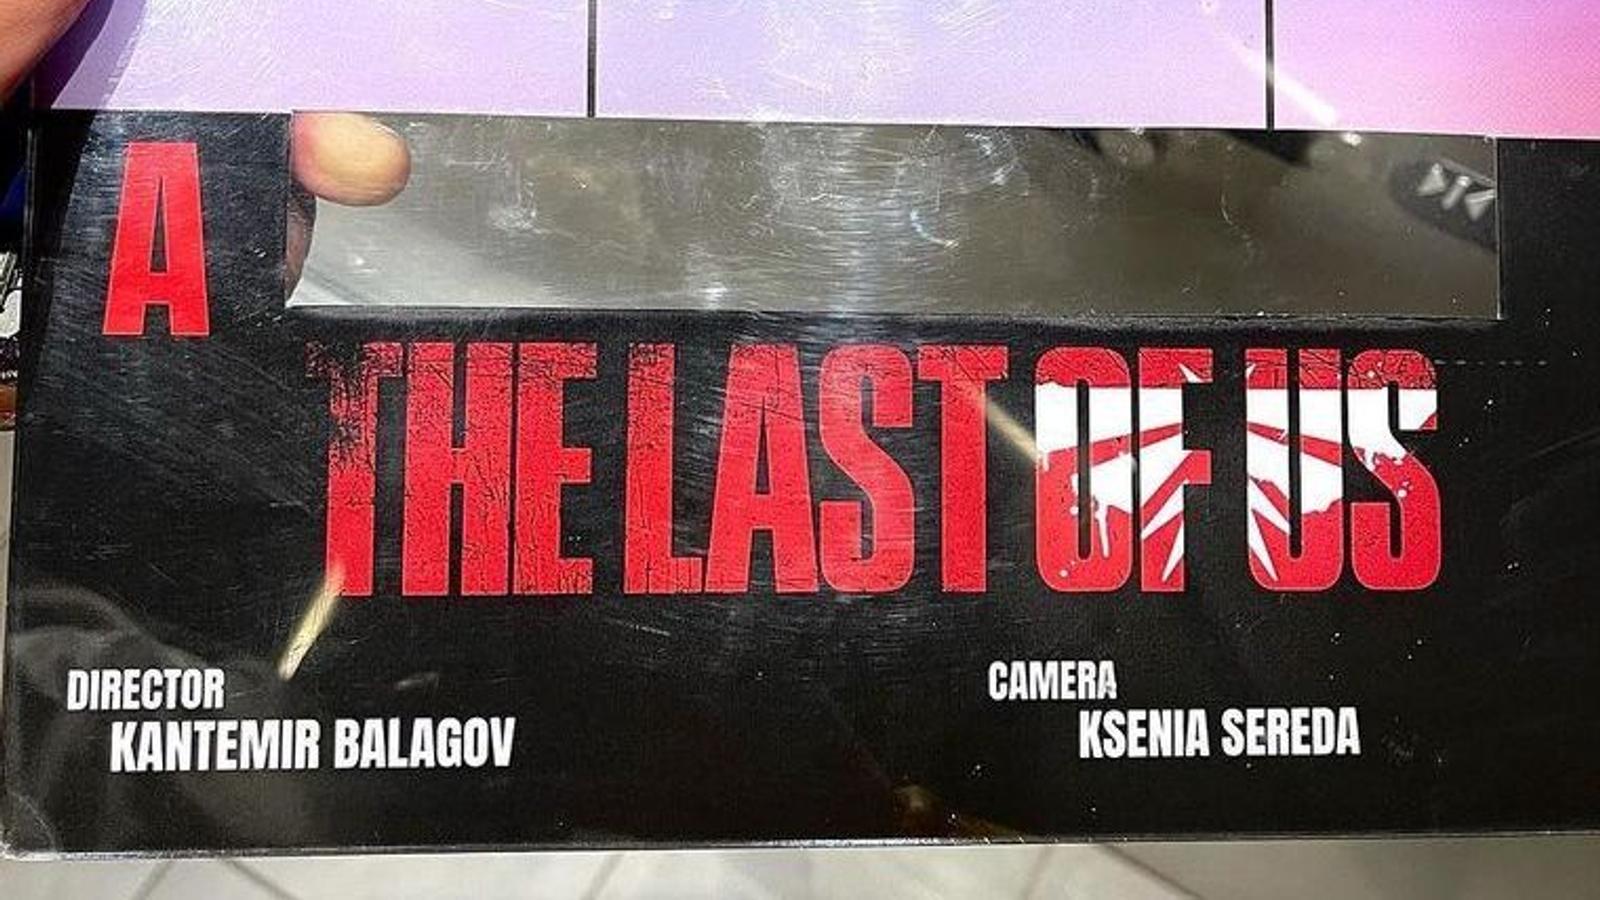 A
THE LAST OF US
DIRECTOR
KANTEMIR BALAGOV
CAMERA
KSENIA SEREDA